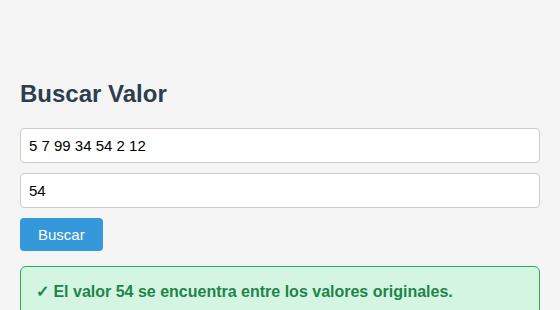 Buscar Valor
5 7 99 34 54 2 12
54
Buscar
✓ El valor 54 se encuentra entre los valores originales.